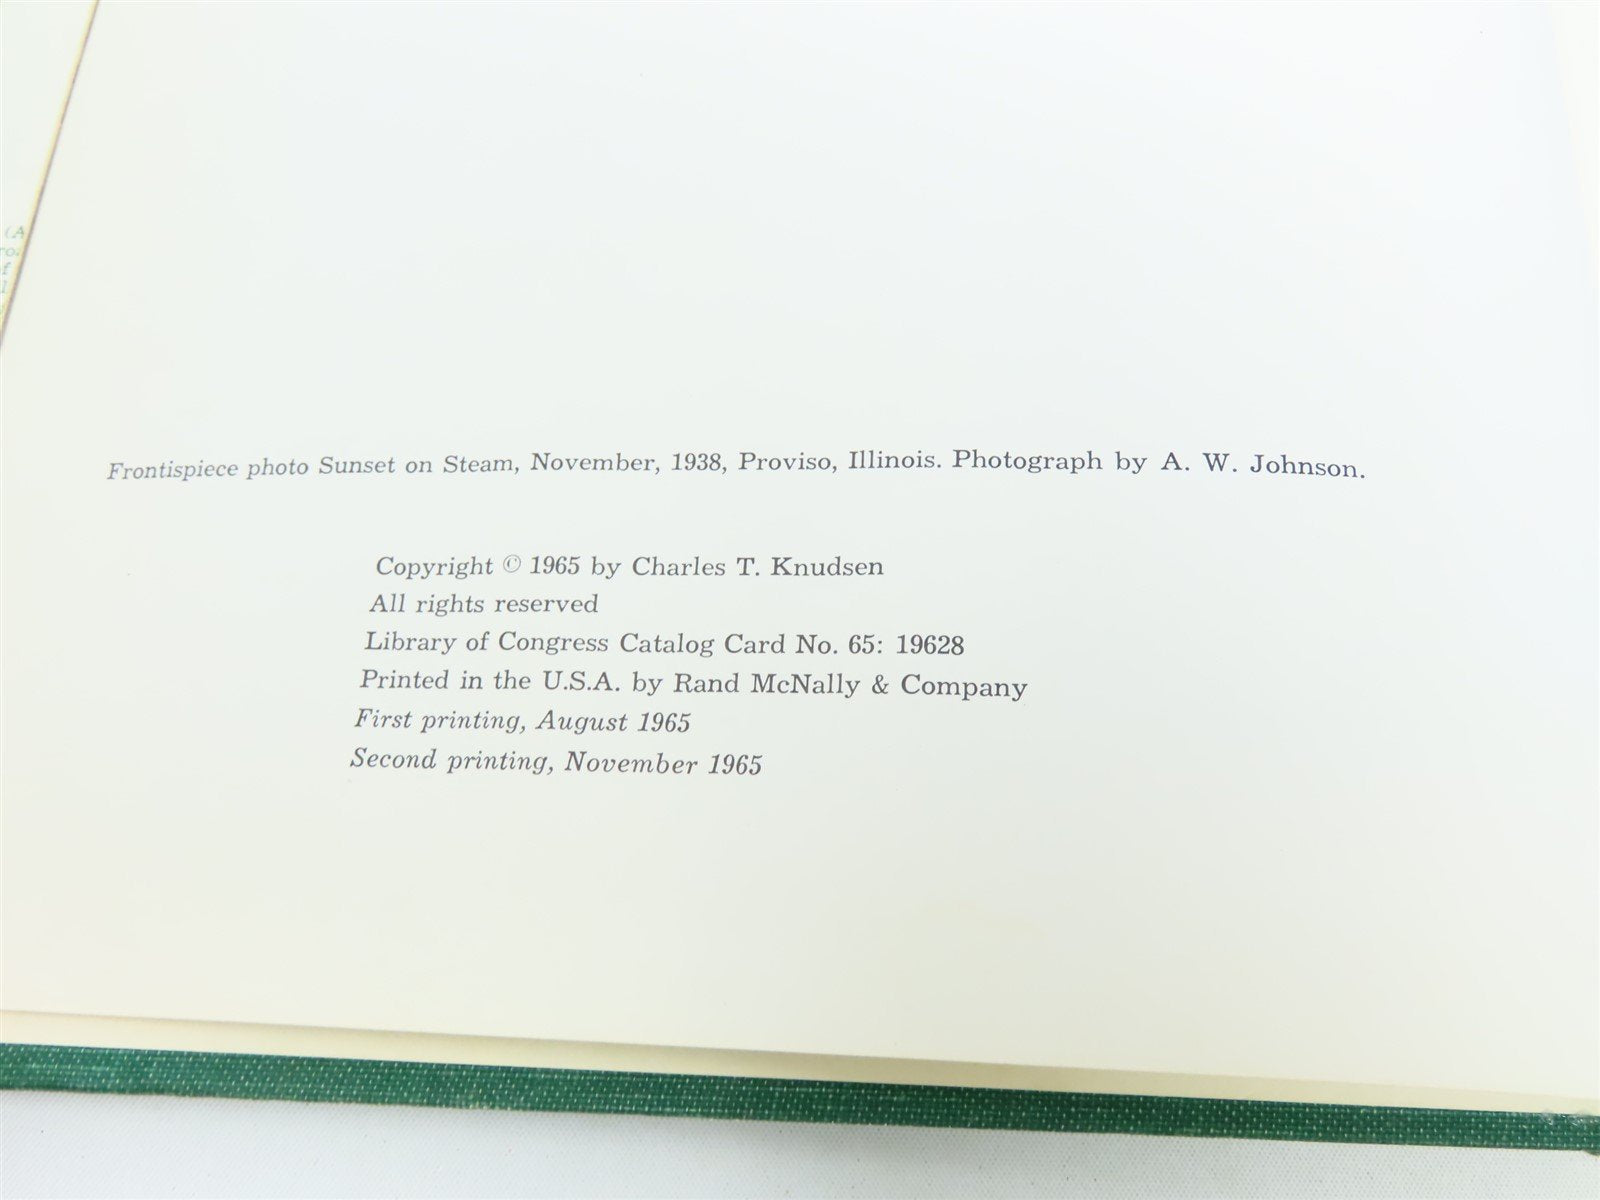 Frontispiece photo Sunset on Steam, November, 1938, Proviso, Illinois. Photograph by A. W. Johnson.
Copyright © 1965 by Charles T. Knudsen
All rights reserved
Library of Congress Catalog Card No. 65: 19628
Printed in the U.S.A. by Rand McNally & Company
First printing, August 1965
Second printing, November 1965